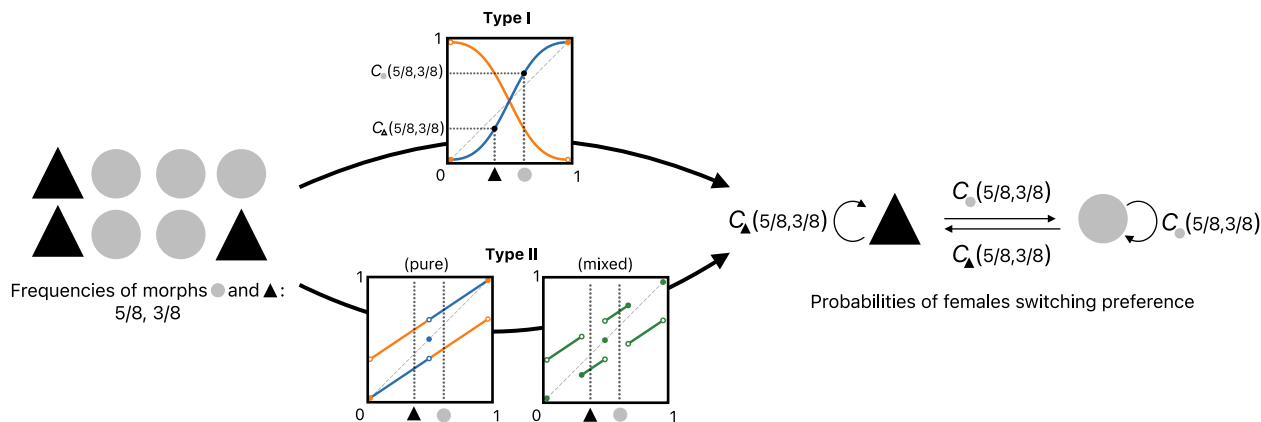 Type I
1
C●(5/8,3/8)
C▲(5/8,3/8)
0
1
Frequencies of morphs ● and ▲:
5/8, 3/8
Type II
(pure)
(mixed)
1
1
0
1
0
1
C▲(5/8,3/8)
C●(5/8,3/8)
C▲(5/8,3/8)
C●(5/8,3/8)
Probabilities of females switching preference